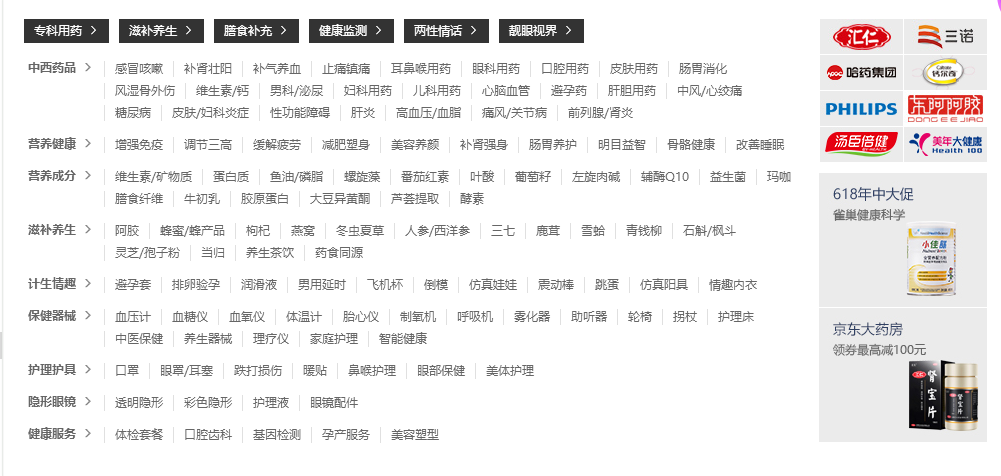 专科用药 滋补养生 膳食补充 健康监测 两性情话 靓眼视界
中西药品 感冒咳嗽 补肾壮阳 补气养血 止痛镇痛 耳鼻喉用药 眼科用药 口腔用药 皮肤用药 肠胃消化
风湿骨外伤 维生素/钙 男科/泌尿 妇科用药 儿科用药 心脑血管 避孕药 肝胆用药 中风/心绞痛
糖尿病 皮肤/妇科炎症 性功能障碍 肝炎 高血压/血脂 痛风/关节病 前列腺/肾炎
营养健康 增强免疫 调节三高 缓解疲劳 减肥塑身 美容养颜 补肾强身 肠胃养护 明目益智 骨骼健康 改善睡眠
营养成分 维生素/矿物质 蛋白质 鱼油/磷脂 螺旋藻 番茄红素 叶酸 葡萄籽 左旋肉碱 辅酶Q10 益生菌 玛咖
膳食纤维 牛初乳 胶原蛋白 大豆异黄酮 芦荟提取 酵素
滋补养生 阿胶 蜂蜜/蜂产品 枸杞 燕窝 冬虫夏草 人参/西洋参 三七 鹿茸 雪蛤 青钱柳 石斛/枫斗
灵芝/孢子粉 当归 养生茶饮 药食同源
计生情趣 避孕套 排卵验孕 润滑液 男用延时 飞机杯 倒模 仿真娃娃 震动棒 跳蛋 仿真阳具 情趣内衣
保健器械 血压计 血糖仪 血氧仪 体温计 胎心仪 制氧机 呼吸机 雾化器 助听器 轮椅 拐杖 护理床
中医保健 养生器械 理疗仪 家庭护理 智能健康
护理护具 口罩 眼罩/耳塞 跌打损伤 暖贴 鼻喉护理 眼部保健 美体护理
隐形眼镜 透明隐形 彩色隐形 护理液 眼镜配件
健康服务 体检套餐 口腔齿科 基因检测 孕产服务 美容塑型
汇仁 三诺
哈药集团 钙尔奇
PHILIPS 东阿阿胶
DONG EE JIAO
汤臣倍健 美年大健康
BY-HEALTH Health 100
618年中大促
雀巢健康科学
小佳膳
京东大药房
领券最高减100元
肾宝片